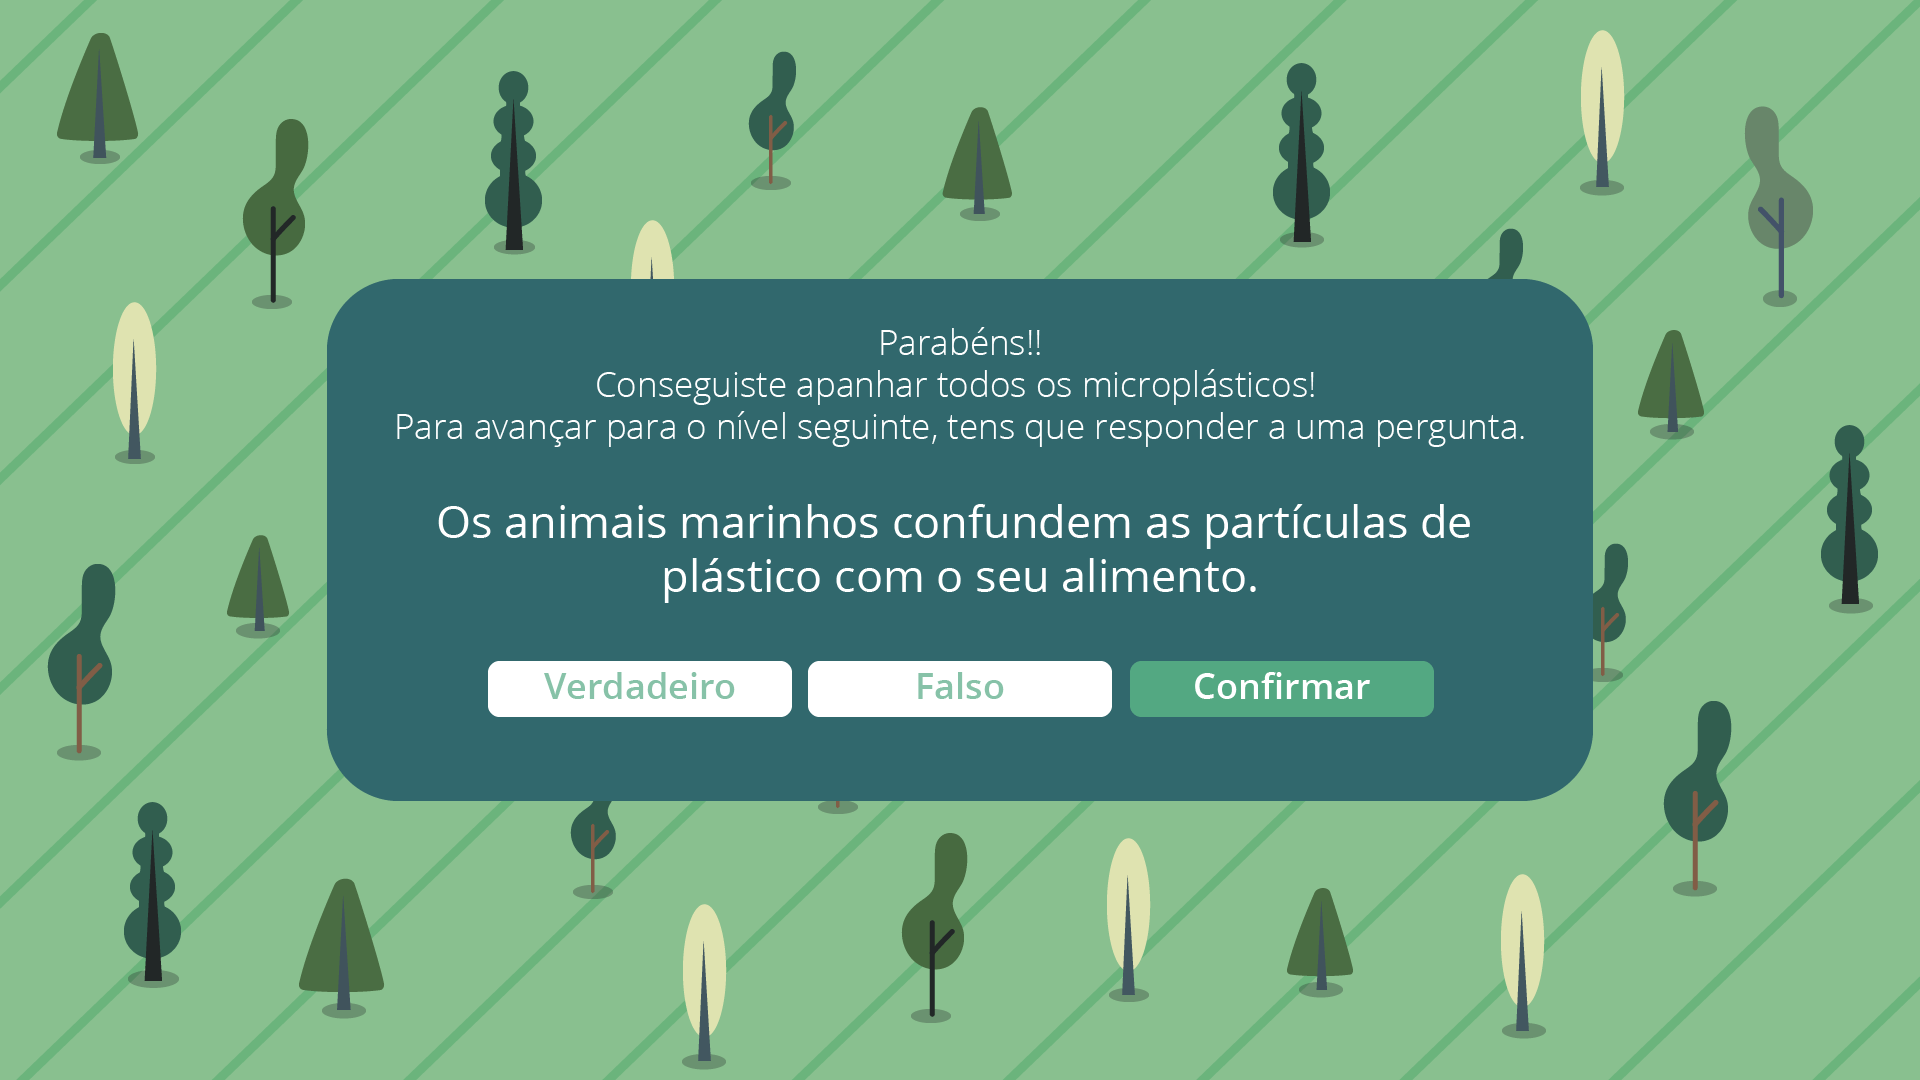 Parabéns!!
Conseguiste apanhar todos os microplásticos!
Para avançar para o nível seguinte, tens que responder a uma pergunta.
Os animais marinhos confundem as partículas de
plástico com o seu alimento.
Verdadeiro
Falso
Confirmar